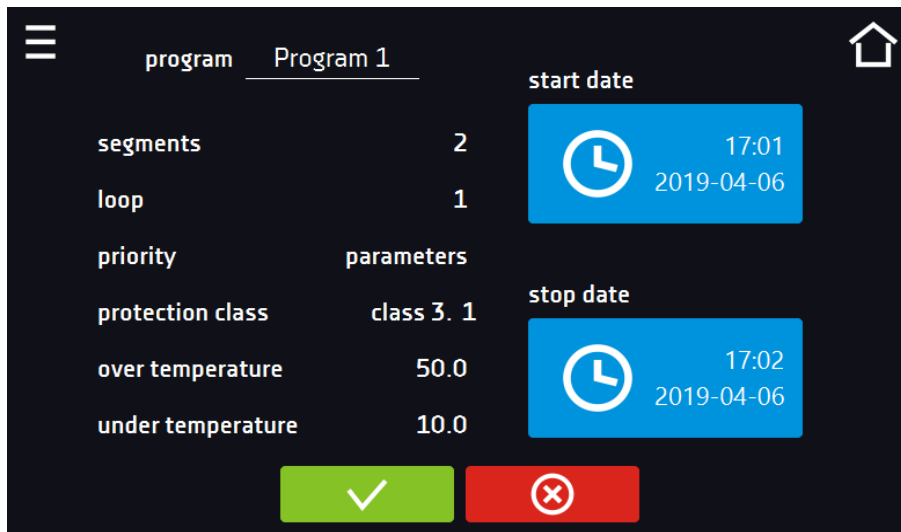 program Program 1
segments 2
loop 1
priority parameters
protection class class 3. 1
over temperature 50.0
under temperature 10.0
start date
17:01
2019-04-06
stop date
17:02
2019-04-06